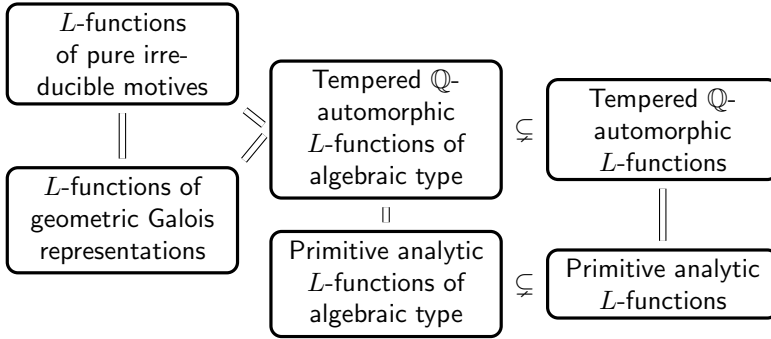 L-functions
of pure irre-
ducible motives
L-functions of
geometric Galois
representations
Tempered ℚ-
automorphic
L-functions of
algebraic type
⊊
Tempered ℚ-
automorphic
L-functions
Primitive analytic
L-functions of
algebraic type
⊊
Primitive analytic
L-functions